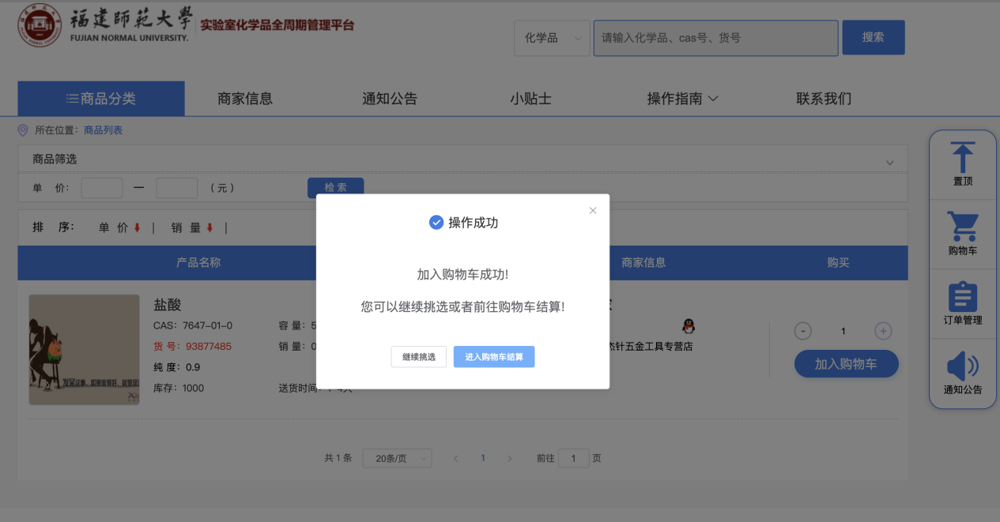 福建師範大學
FUJIAN NORMAL UNIVERSITY.
实验室化学品全周期管理平台
化学品
请输入化学品、cas号、货号
搜索
商品分类
商家信息
通知公告
小贴士
操作指南
联系我们
所在位置：商品列表
商品筛选
单 价：
—
（元）
检 索
排 序：
单 价
|
销 量
|
产品名称
商家信息
购买
操作成功
加入购物车成功!
您可以继续挑选或者前往购物车结算!
继续挑选
进入购物车结算
盐酸
CAS：7647-01-0
容 量：5
货 号：93877485
销 量：0
纯 度：0.9
库存：1000
送货时间：
针五金工具专营店
-
1
+
加入购物车
共 1 条
20条/页
1
前往
1
页
置顶
购物车
订单管理
通知公告